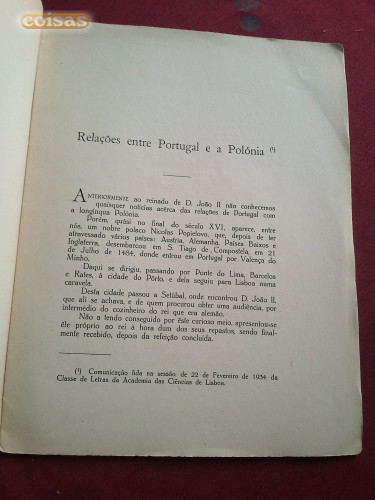 coisas
Relações entre Portugal e a Polónia (¹)
ANTERIORMENTE ao reinado de D. João II não conhecemos
quaisquer notícias acêrca das relações de Portugal com
a longínqua Polónia.
Porém, quási no final do século XVI, aparece, entre
nós, um nobre polaco Nicolas Popielovo, que, depois de ter
atravessado vários países: Áustria, Alemanha, Países Baixos e
Inglaterra, desembarcou em S. Tiago de Compostela, em 21
de Julho de 1484, donde entrou em Portugal por Valença do
Minho.
Daqui se dirigiu, passando por Ponte do Lima, Barcelos
e Rates, à cidade do Pôrto, e dela seguiu para Lisboa numa
caravela.
Desta cidade passou a Setúbal, onde encontrou D. João II,
que ali se achava, e de quem procurou obter uma audiência, por
intermédio do cozinheiro do rei que era alemão.
Não a tendo conseguido por êste curioso meio, apresentou-se
êle próprio ao rei à hora dum dos seus repastos, sendo final-
mente recebido, depois da refeição concluída.
(¹) Comunicação lida na sessão de 22 de Fevereiro de 1934 da
Classe de Letras da Academia das Ciências de Lisboa.